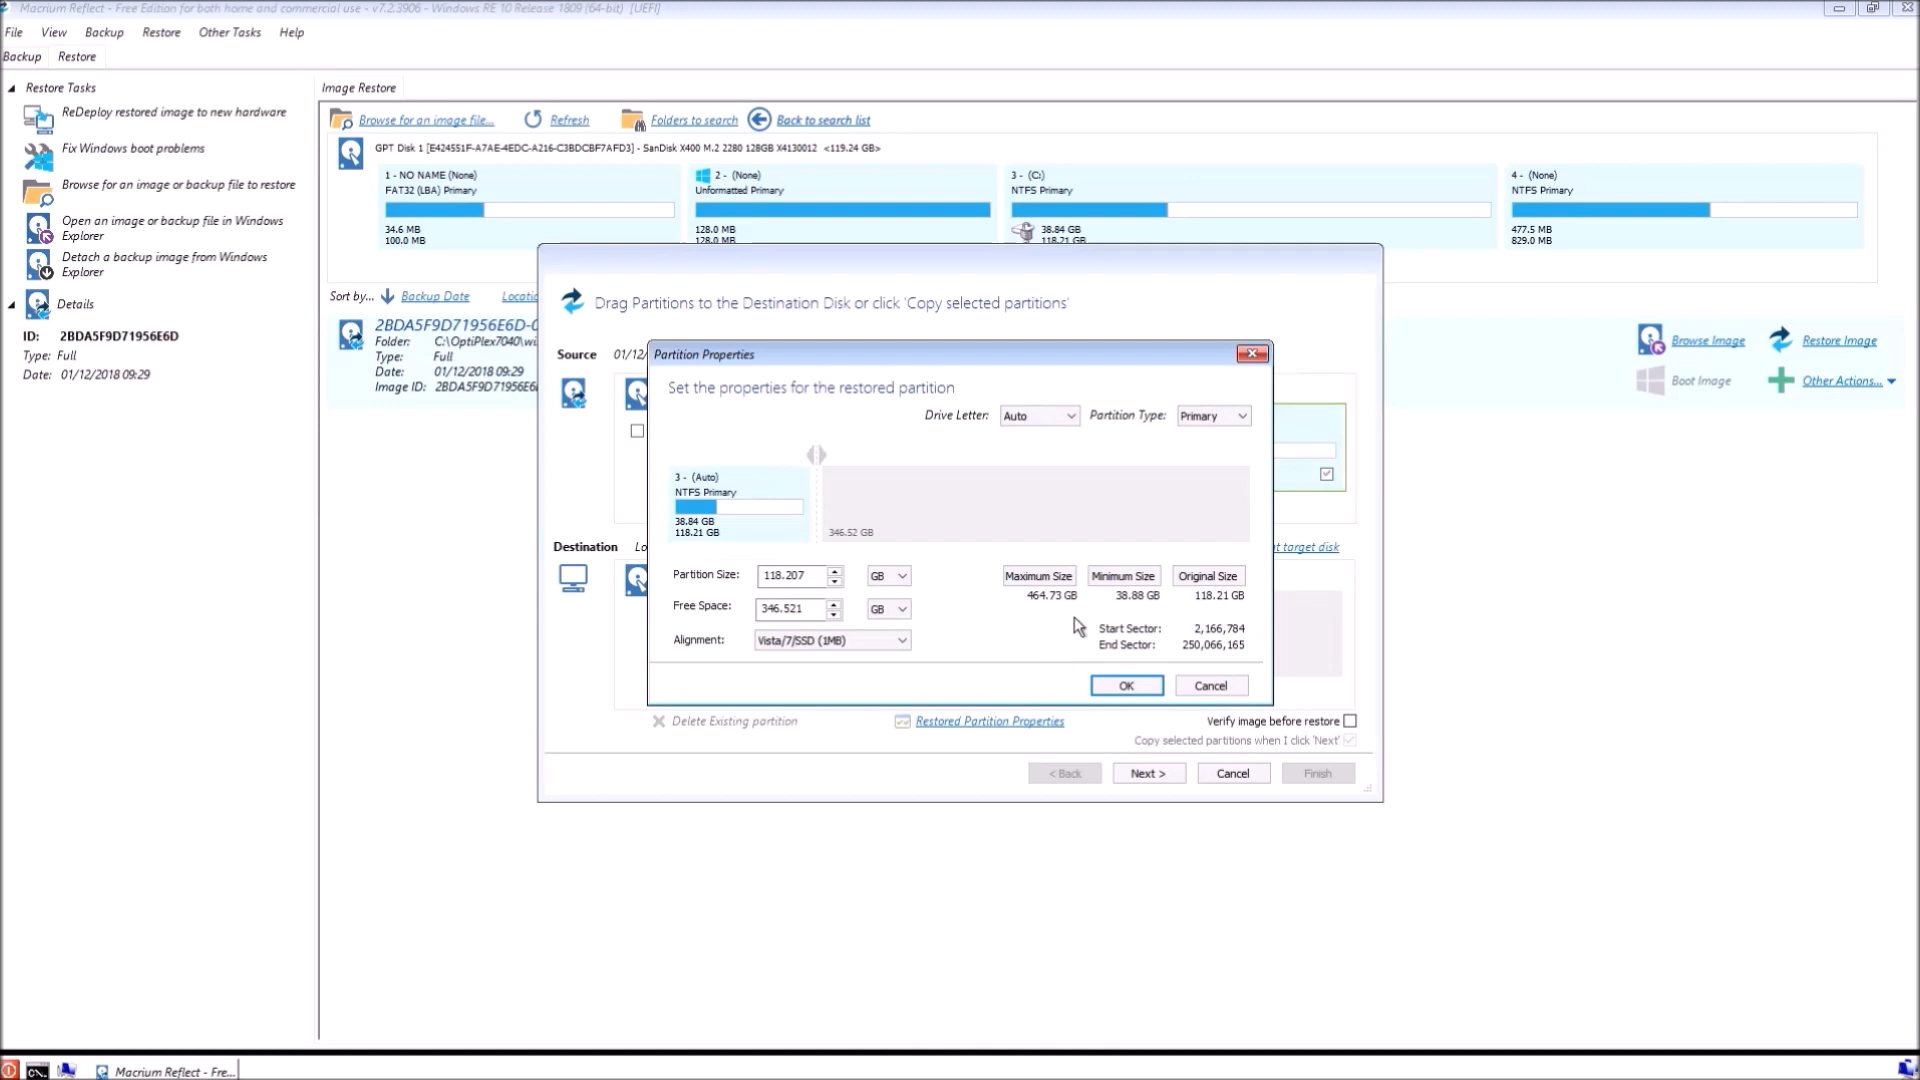 Macrium Reflect - Free Edition for both home and commercial use - v7.2.3906 - Windows RE 10 Release 1809 (64-bit)  [UEFI]
File View Backup Restore Other Tasks Help
Backup Restore
Restore Tasks
ReDeploy restored image to new hardware
Fix Windows boot problems
Browse for an image or backup file to restore
Open an image or backup file in Windows
Explorer
Detach a backup image from Windows
Explorer
Details
ID: 2BDA5F9D71956E6D
Type: Full
Date: 01/12/2018 09:29
Image Restore
Browse for an image file... Refresh Folders to search Back to search list
GPT Disk 1 [E424551F-A7AE-4EDC-A216-C3BDCBF7AFD3] - SanDisk X400 M.2 2280 128GB X4130012 <119.24 GB>
1 - NO NAME (None)
FAT32 (LBA) Primary
34.6 MB
100.0 MB
2 - (None)
Unformatted Primary
128.0 MB
128.0 MB
3 - (C:)
NTFS Primary
38.84 GB
118.21 GB
4 - (None)
NTFS Primary
477.5 MB
829.0 MB
Sort by... Backup Date
2BDA5F9D71956E6D-
Folder: C:\OptiPlex7040\
Type: Full
Date: 01/12/2018 09:29
Image ID: 2BDA5F9D71956E6
Browse Image Restore Image
Boot Image Other Actions...
Drag Partitions to the Destination Disk or click 'Copy selected partitions'
Source 01/12/
Partition Properties
Set the properties for the restored partition
Drive Letter: Auto Partition Type: Primary
3 - (Auto)
NTFS Primary
38.84 GB
118.21 GB
346.52 GB
Destination
target disk
Partition Size: 118.207 GB
Free Space: 346.521 GB
Alignment: Vista/7/SSD (1MB)
Maximum Size Minimum Size Original Size
464.73 GB 38.88 GB 118.21 GB
Start Sector: 2,166,784
End Sector: 250,066,165
OK Cancel
Delete Existing partition Restored Partition Properties Verify image before restore
Copy selected partitions when I click 'Next'
< Back Next > Cancel Finish
Macrium Reflect - Fre...